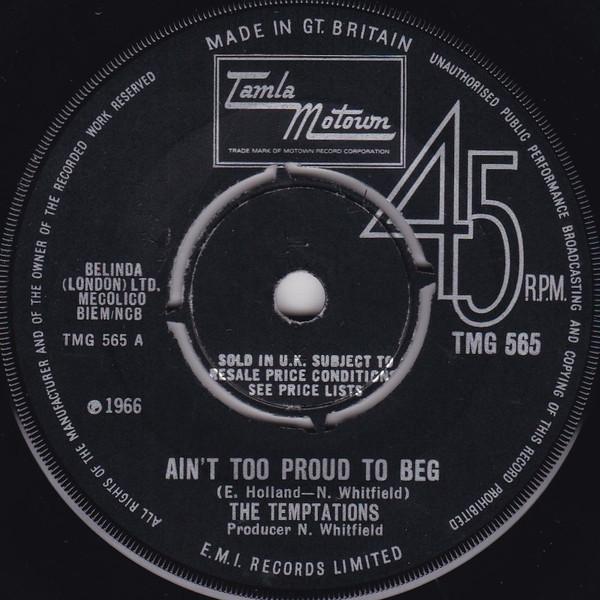 MADE IN GT. BRITAIN
UNAUTHORISED PUBLIC PERFORMANCE BROADCASTING AND COPYING OF THIS RECORD PROHIBITED
ALL RIGHTS OF THE MANUFACTURER AND OF THE OWNER OF THE RECORDED WORK RESERVED
Tamla
Motown
TRADE MARK OF MOTOWN RECORD CORPORATION
45
R.P.M.
BELINDA
(LONDON) LTD.
MECOLICO
BIEM/NCB
TMG 565 A
TMG 565
SOLD IN U.K. SUBJECT TO
RESALE PRICE CONDITIONS
SEE PRICE LISTS
℗ 1966
AIN'T TOO PROUD TO BEG
(E. Holland—N. Whitfield)
THE TEMPTATIONS
Producer N. Whitfield
E.M.I. RECORDS LIMITED